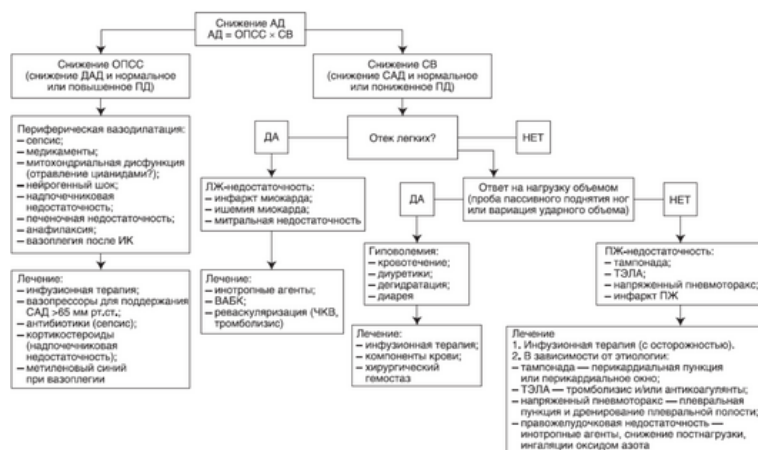 Снижение АД
АД = ОПСС × СВ
Снижение ОПСС
(снижение ДАД и нормальное
или повышенное ПД)
Снижение СВ
(снижение САД и нормальное
или пониженное ПД)
Периферическая вазодилатация:
– сепсис;
– медикаменты;
– митохондриальная дисфункция
(отравление цианидами?);
– нейрогенный шок;
– надпочечниковая
недостаточность;
– печеночная недостаточность;
– анафилаксия;
– вазоплегия после ИК
ДА
Отек легких?
НЕТ
ЛЖ-недостаточность:
– инфаркт миокарда;
– ишемия миокарда;
– митральная недостаточность
ДА
Ответ на нагрузку объемом
(проба пассивного поднятия ног
или вариация ударного объема)
НЕТ
Гиповолемия:
– кровотечение;
– диуретики;
– дегидратация;
– диарея
ПЖ-недостаточность:
– тампонада;
– ТЭЛА;
– напряженный пневмоторакс;
– инфаркт ПЖ
Лечение:
– инфузионная терапия;
– вазопрессоры для поддержания
САД >65 мм рт.ст.;
– антибиотики (сепсис);
– кортикостероиды
(надпочечниковая
недостаточность);
– метиленовый синий
при вазоплегии
Лечение:
– инотропные агенты;
– ВАБК;
– реваскуляризация (ЧКВ,
тромболизис)
Лечение:
– инфузионная терапия;
– компоненты крови;
– хирургический
гемостаз
Лечение
1. Инфузионная терапия (с осторожностью).
2. В зависимости от этиологии:
– тампонада — перикардиальная пункция
или перикардиальное окно;
– ТЭЛА — тромболизис и/или антикоагулянты;
– напряженный пневмоторакс — плевральная
пункция и дренирование плевральной полости;
– правожелудочковая недостаточность —
инотропные агенты, снижение постнагрузки,
ингаляции оксидом азота